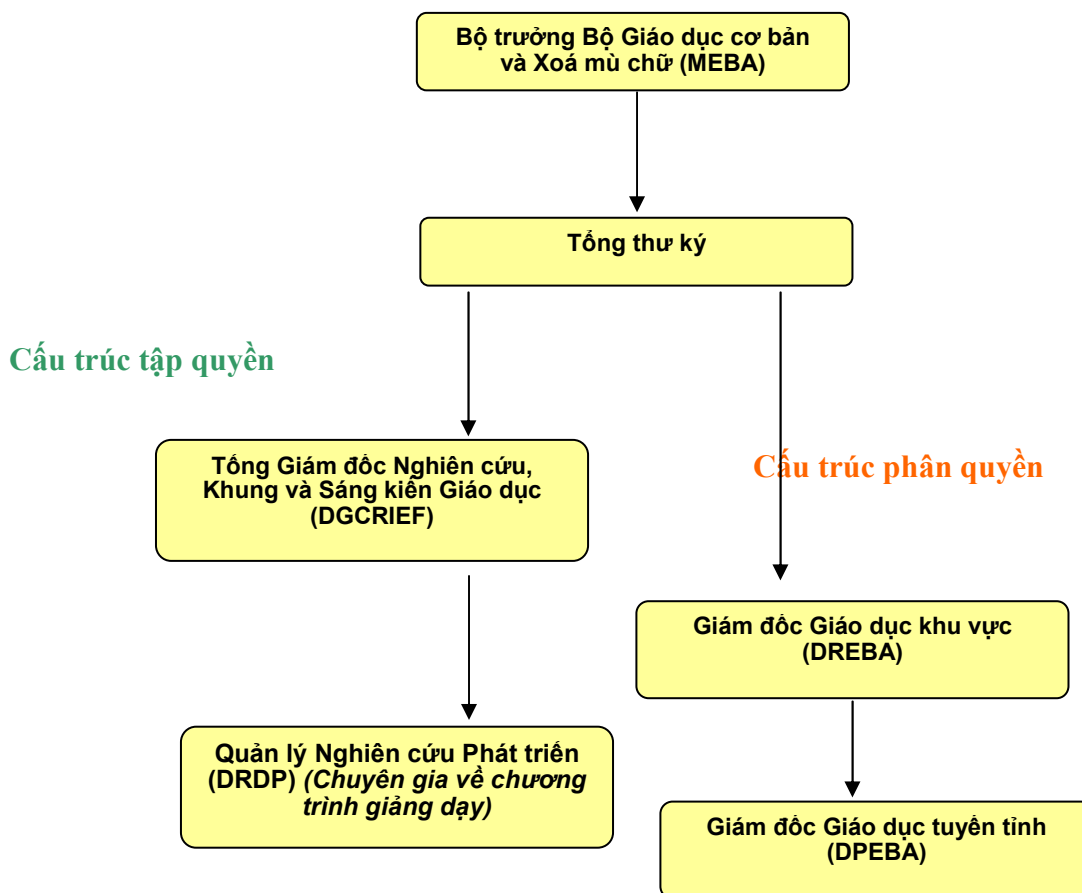 Bộ trưởng Bộ Giáo dục cơ bản
và Xoá mù chữ (MEBA)
Tổng thư ký
Cấu trúc tập quyền
Tổng Giám đốc Nghiên cứu,
Khung và Sáng kiến Giáo dục
(DGCRIEF)
Cấu trúc phân quyền
Giám đốc Giáo dục khu vực
(DREBA)
Quản lý Nghiên cứu Phát triển
(DRDP) (Chuyên gia về chương
trình giảng dạy)
Giám đốc Giáo dục tuyến tỉnh
(DPEBA)